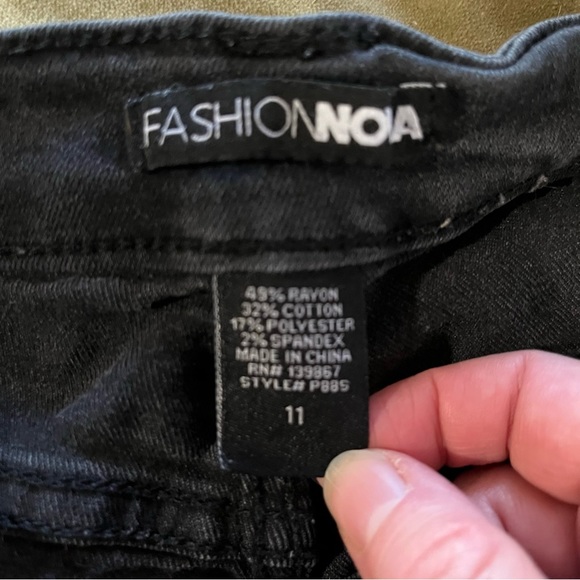 FASHIONNOVA
49% RAYON
32% COTTON
17% POLYESTER
2% SPANDEX
MADE IN CHINA
RN# 139867
STYLE# P885
11